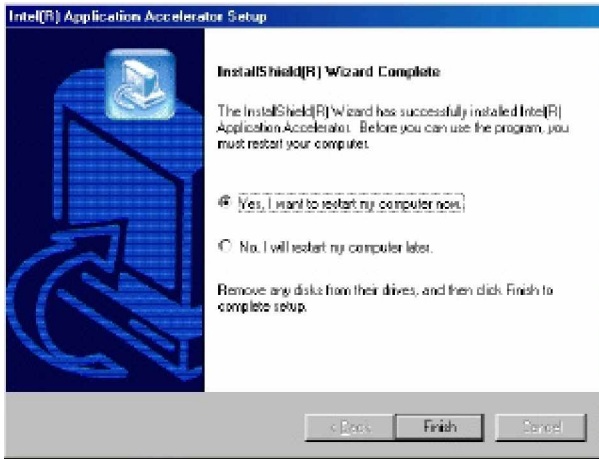 Intel(R) Application Accelerator Setup
InstallShield(R) Wizard Complete
The InstallShield(R) Wizard has successfully installed Intel(R)
Application Accelerator. Before you can use the program, you
must restart your computer.
Yes, I want to restart my computer now.
No, I will restart my computer later.
Remove any disks from their drives, and then click Finish to
complete setup.
< Back
Finish
Cancel